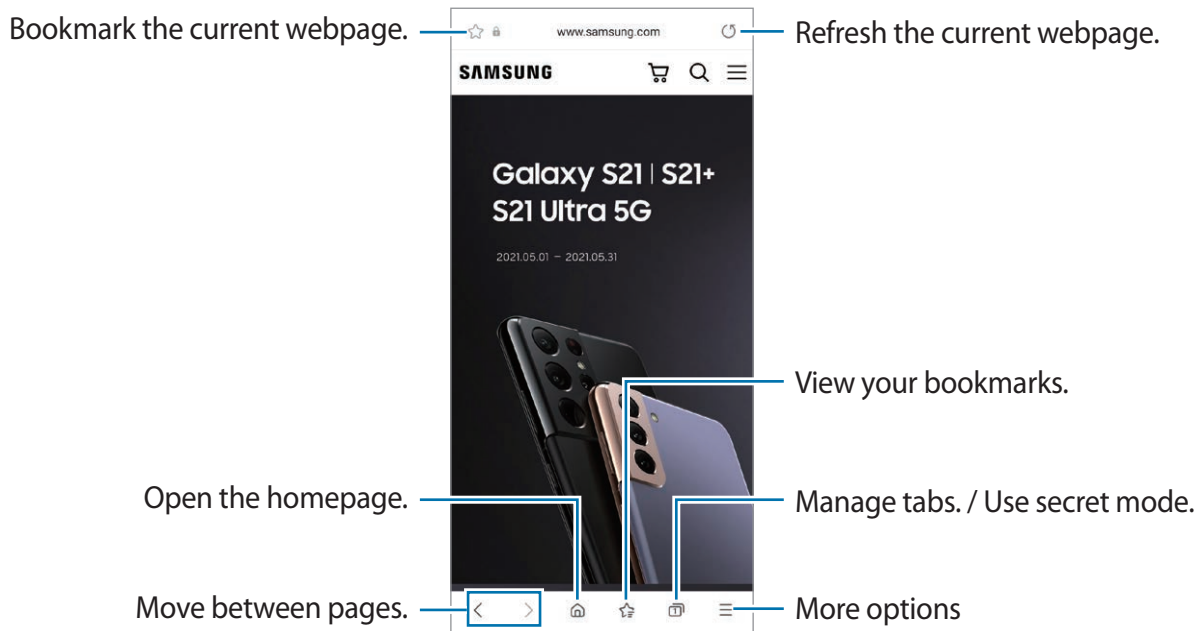 Bookmark the current webpage.
www.samsung.com
Refresh the current webpage.
SAMSUNG
Galaxy S21 | S21+
S21 Ultra 5G
2021.05.01 – 2021.05.31
View your bookmarks.
Open the homepage.
Manage tabs. / Use secret mode.
Move between pages.
1
More options